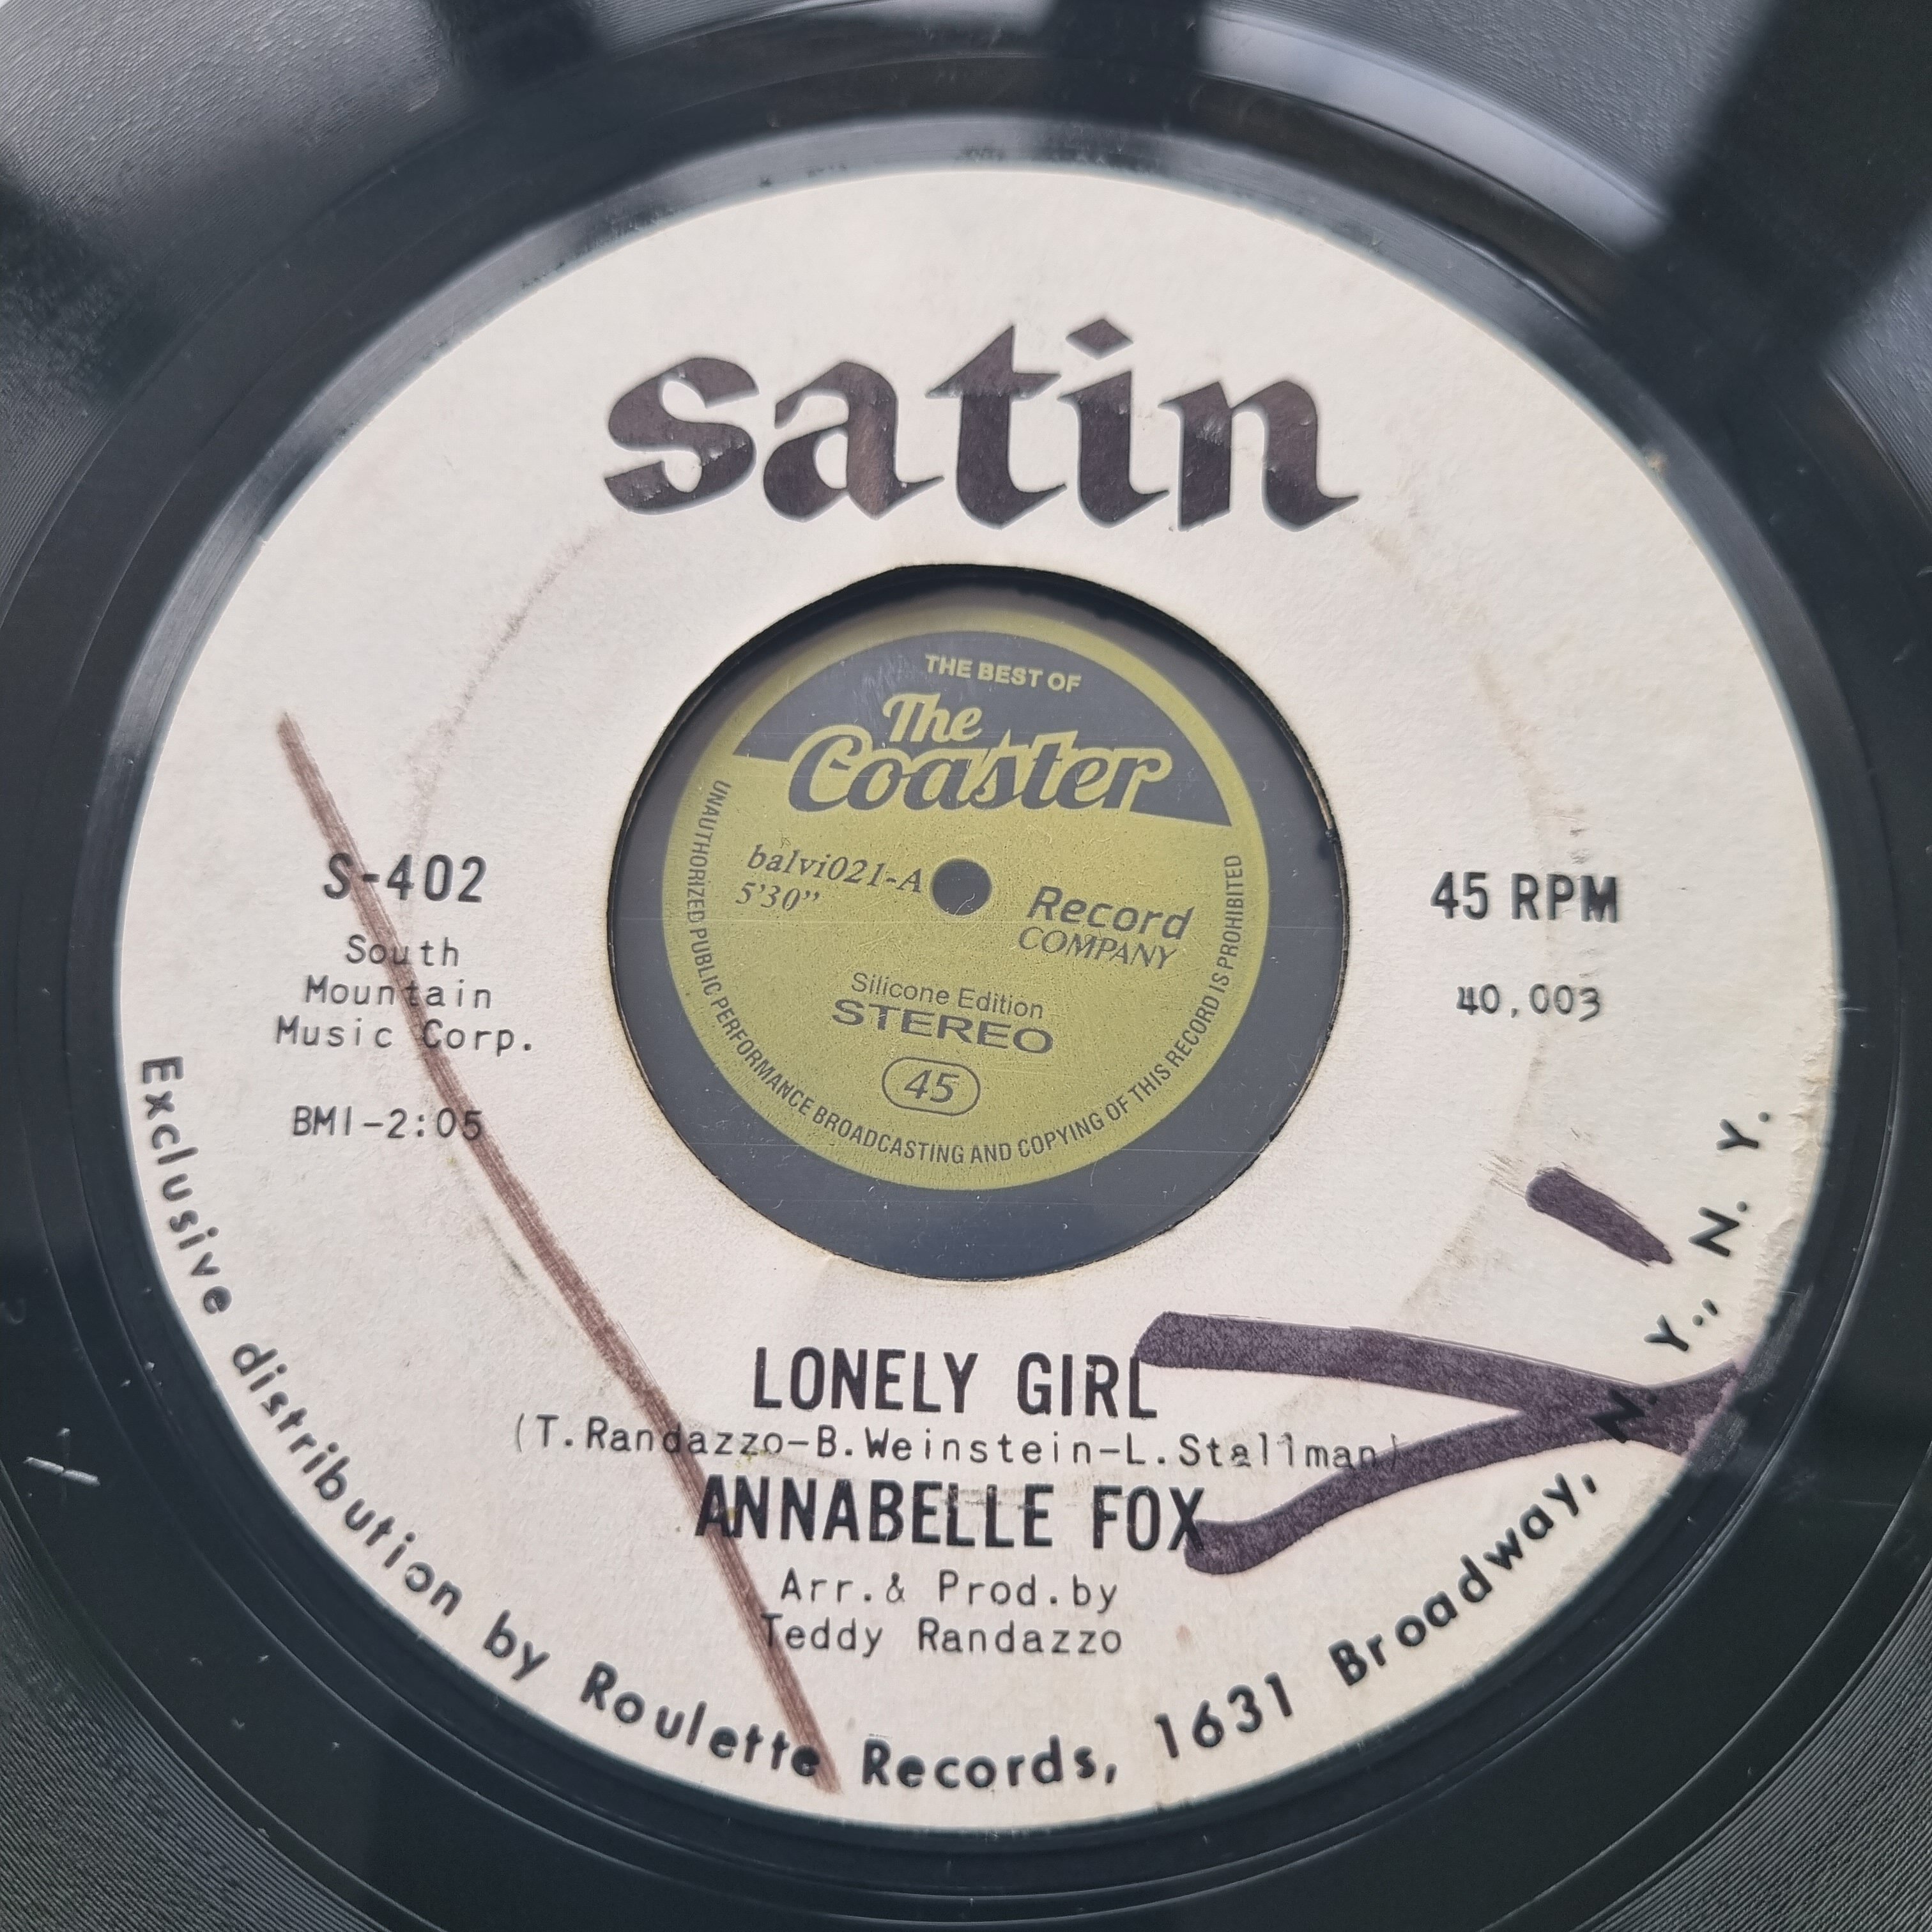 satin
THE BEST OF
The
Coaster
balvi021-A
5'30”
Record
COMPANY
Silicone Edition
STEREO
45
UNAUTHORIZED PUBLIC PERFORMANCE BROADCASTING AND COPYING OF THIS RECORD IS PROHIBITED
S-402
South
Mountain
Music Corp.
BMI-2:05
45 RPM
40,003
LONELY GIRL
(T.Randazzo-B.Weinstein-L.Stallman)
ANNABELLE FOX
Arr.& Prod.by
Teddy Randazzo
Exclusive distribution by Roulette Records, 1631 Broadway, N. Y., N. Y.